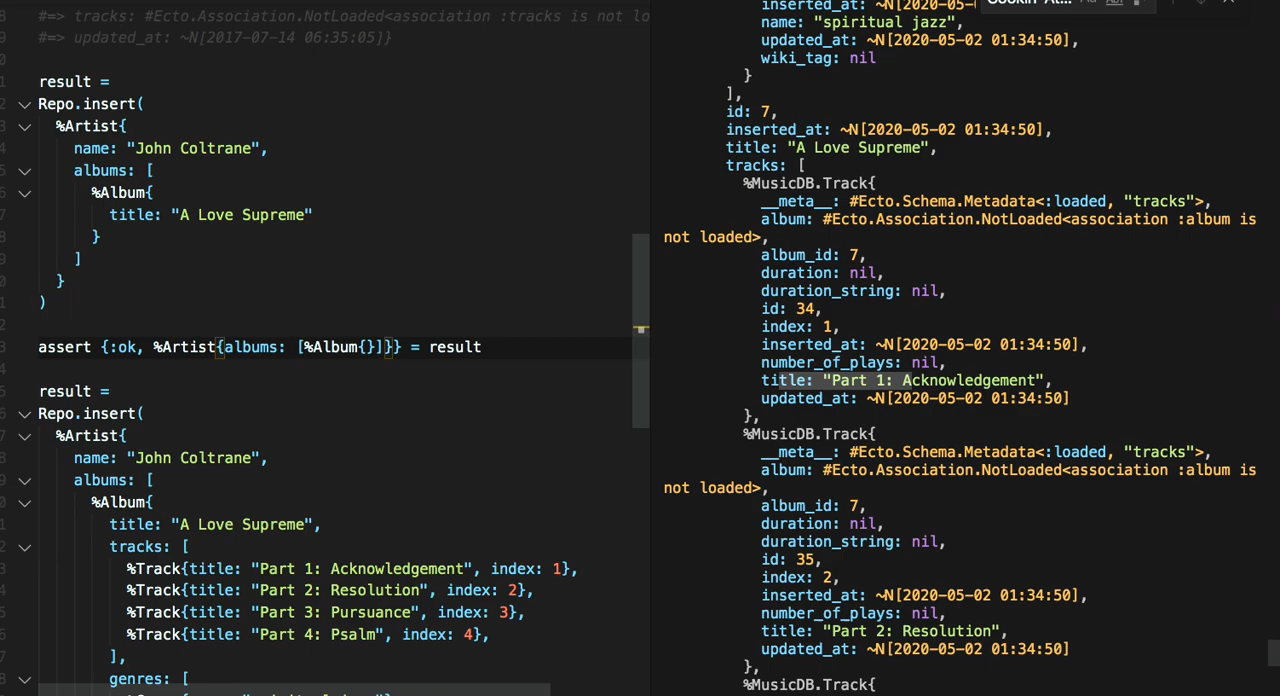 #=> tracks: #Ecto.Association.NotLoaded<association :tracks is not lo
#=> updated_at: ~N[2017-07-14 06:35:05]}
result =
Repo.insert(
%Artist{
name: "John Coltrane",
albums: [
%Album{
title: "A Love Supreme"
}
]
}
)
assert {:ok, %Artist{albums: [%Album{}]}} = result
result =
Repo.insert(
%Artist{
name: "John Coltrane",
albums: [
%Album{
title: "A Love Supreme",
tracks: [
%Track{title: "Part 1: Acknowledgement", index: 1},
%Track{title: "Part 2: Resolution", index: 2},
%Track{title: "Part 3: Pursuance", index: 3},
%Track{title: "Part 4: Psalm", index: 4},
],
genres: [
inserted_at: ~N[2020-05-
name: "spiritual jazz",
updated_at: ~N[2020-05-02 01:34:50],
wiki_tag: nil
}
],
id: 7,
inserted_at: ~N[2020-05-02 01:34:50],
title: "A Love Supreme",
tracks: [
%MusicDB.Track{
__meta__: #Ecto.Schema.Metadata<:loaded, "tracks">,
album: #Ecto.Association.NotLoaded<association :album is
not loaded>,
album_id: 7,
duration: nil,
duration_string: nil,
id: 34,
index: 1,
inserted_at: ~N[2020-05-02 01:34:50],
number_of_plays: nil,
title: "Part 1: Acknowledgement",
updated_at: ~N[2020-05-02 01:34:50]
},
%MusicDB.Track{
__meta__: #Ecto.Schema.Metadata<:loaded, "tracks">,
album: #Ecto.Association.NotLoaded<association :album is
not loaded>,
album_id: 7,
duration: nil,
duration_string: nil,
id: 35,
index: 2,
inserted_at: ~N[2020-05-02 01:34:50],
number_of_plays: nil,
title: "Part 2: Resolution",
updated_at: ~N[2020-05-02 01:34:50]
},
%MusicDB.Track{